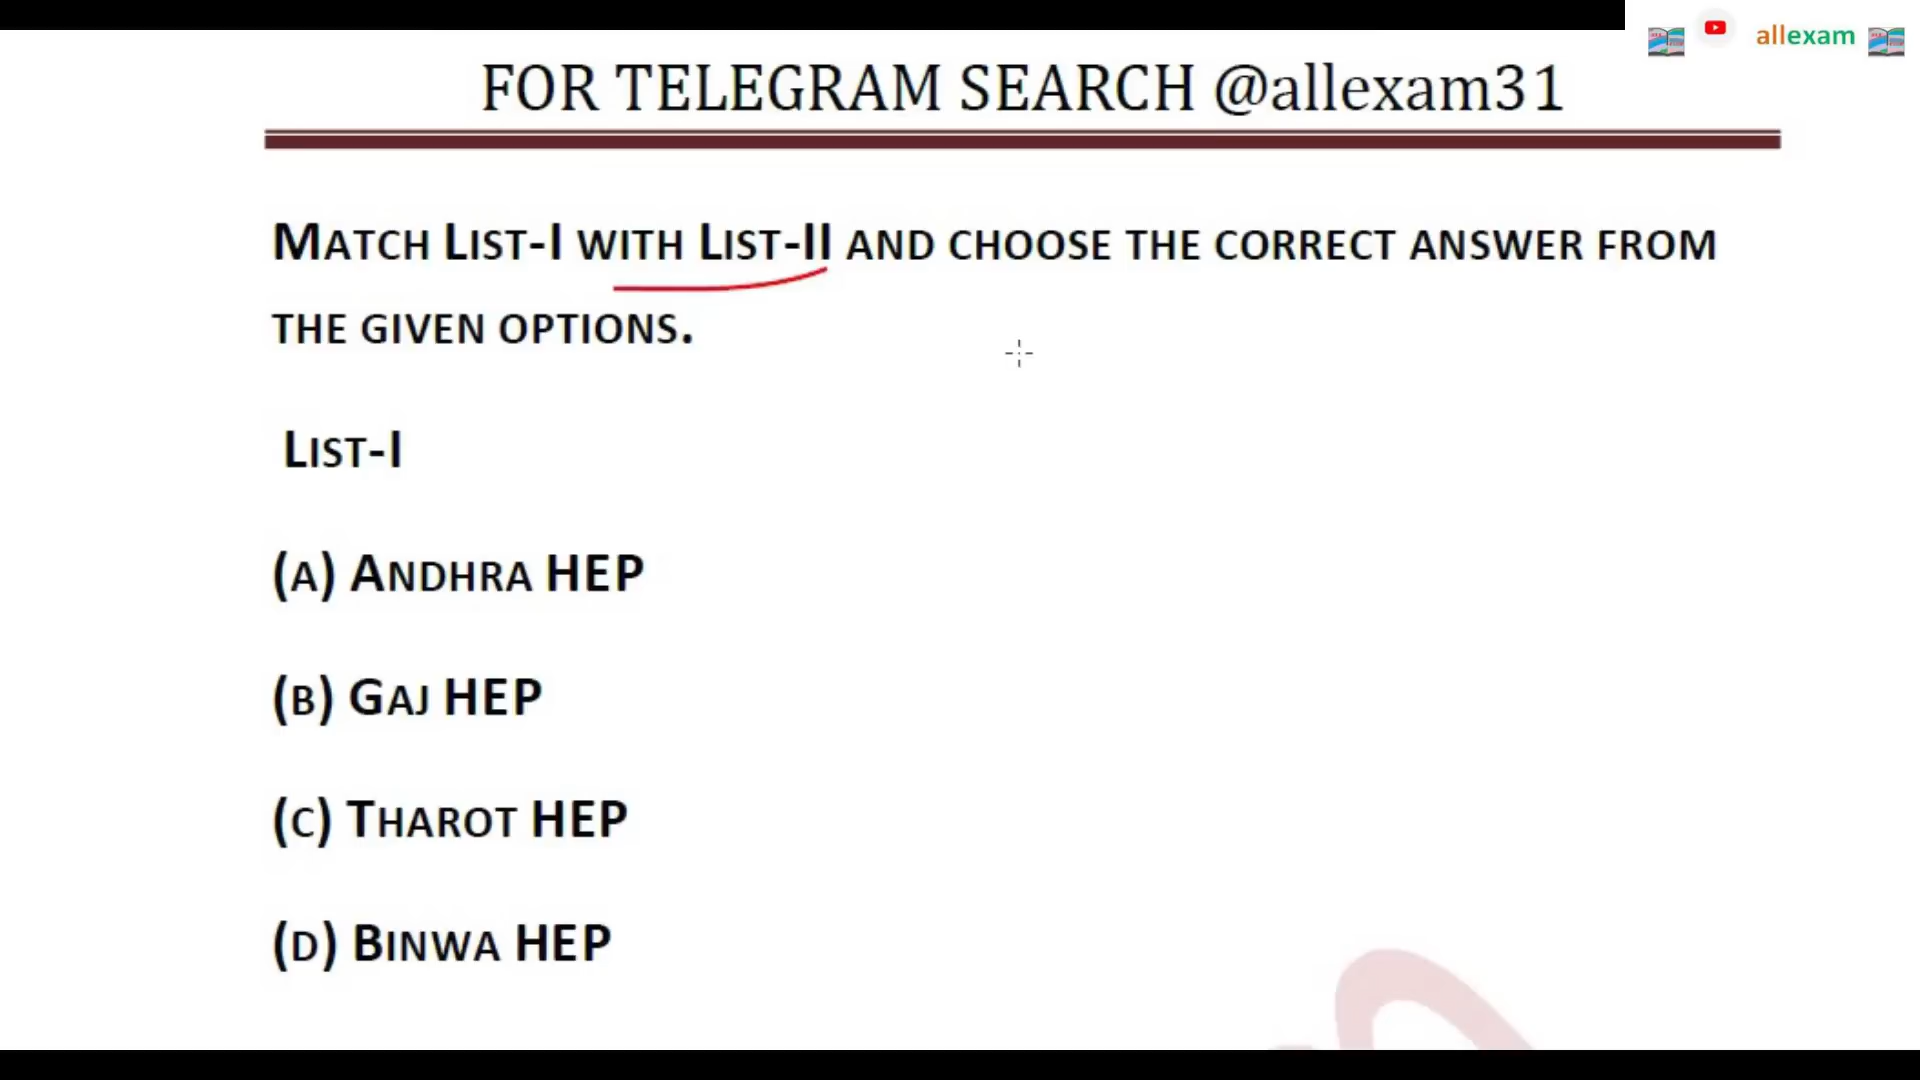 allexam
FOR TELEGRAM SEARCH @allexam31
MATCH LIST-I WITH LIST-II AND CHOOSE THE CORRECT ANSWER FROM
THE GIVEN OPTIONS.
LIST-I
(A) ANDHRA HEP
(B) GAJ HEP
(C) THAROT HEP
(D) BINWA HEP